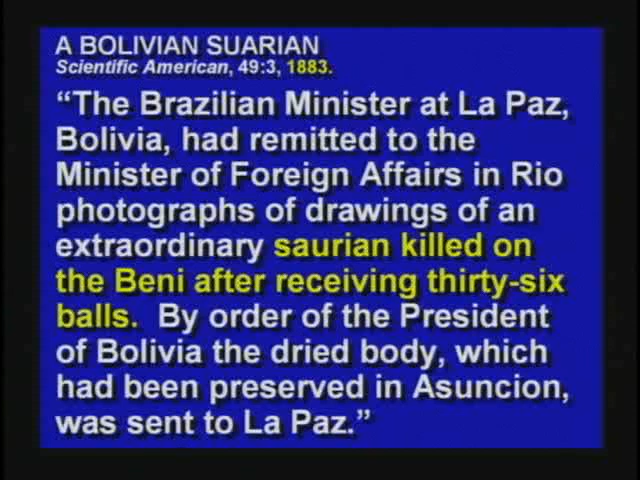 A BOLIVIAN SUARIAN
Scientific American, 49:3, 1883.
“The Brazilian Minister at La Paz,
Bolivia, had remitted to the
Minister of Foreign Affairs in Rio
photographs of drawings of an
extraordinary saurian killed on
the Beni after receiving thirty-six
balls.  By order of the President
of Bolivia the dried body, which
had been preserved in Asuncion,
was sent to La Paz.”